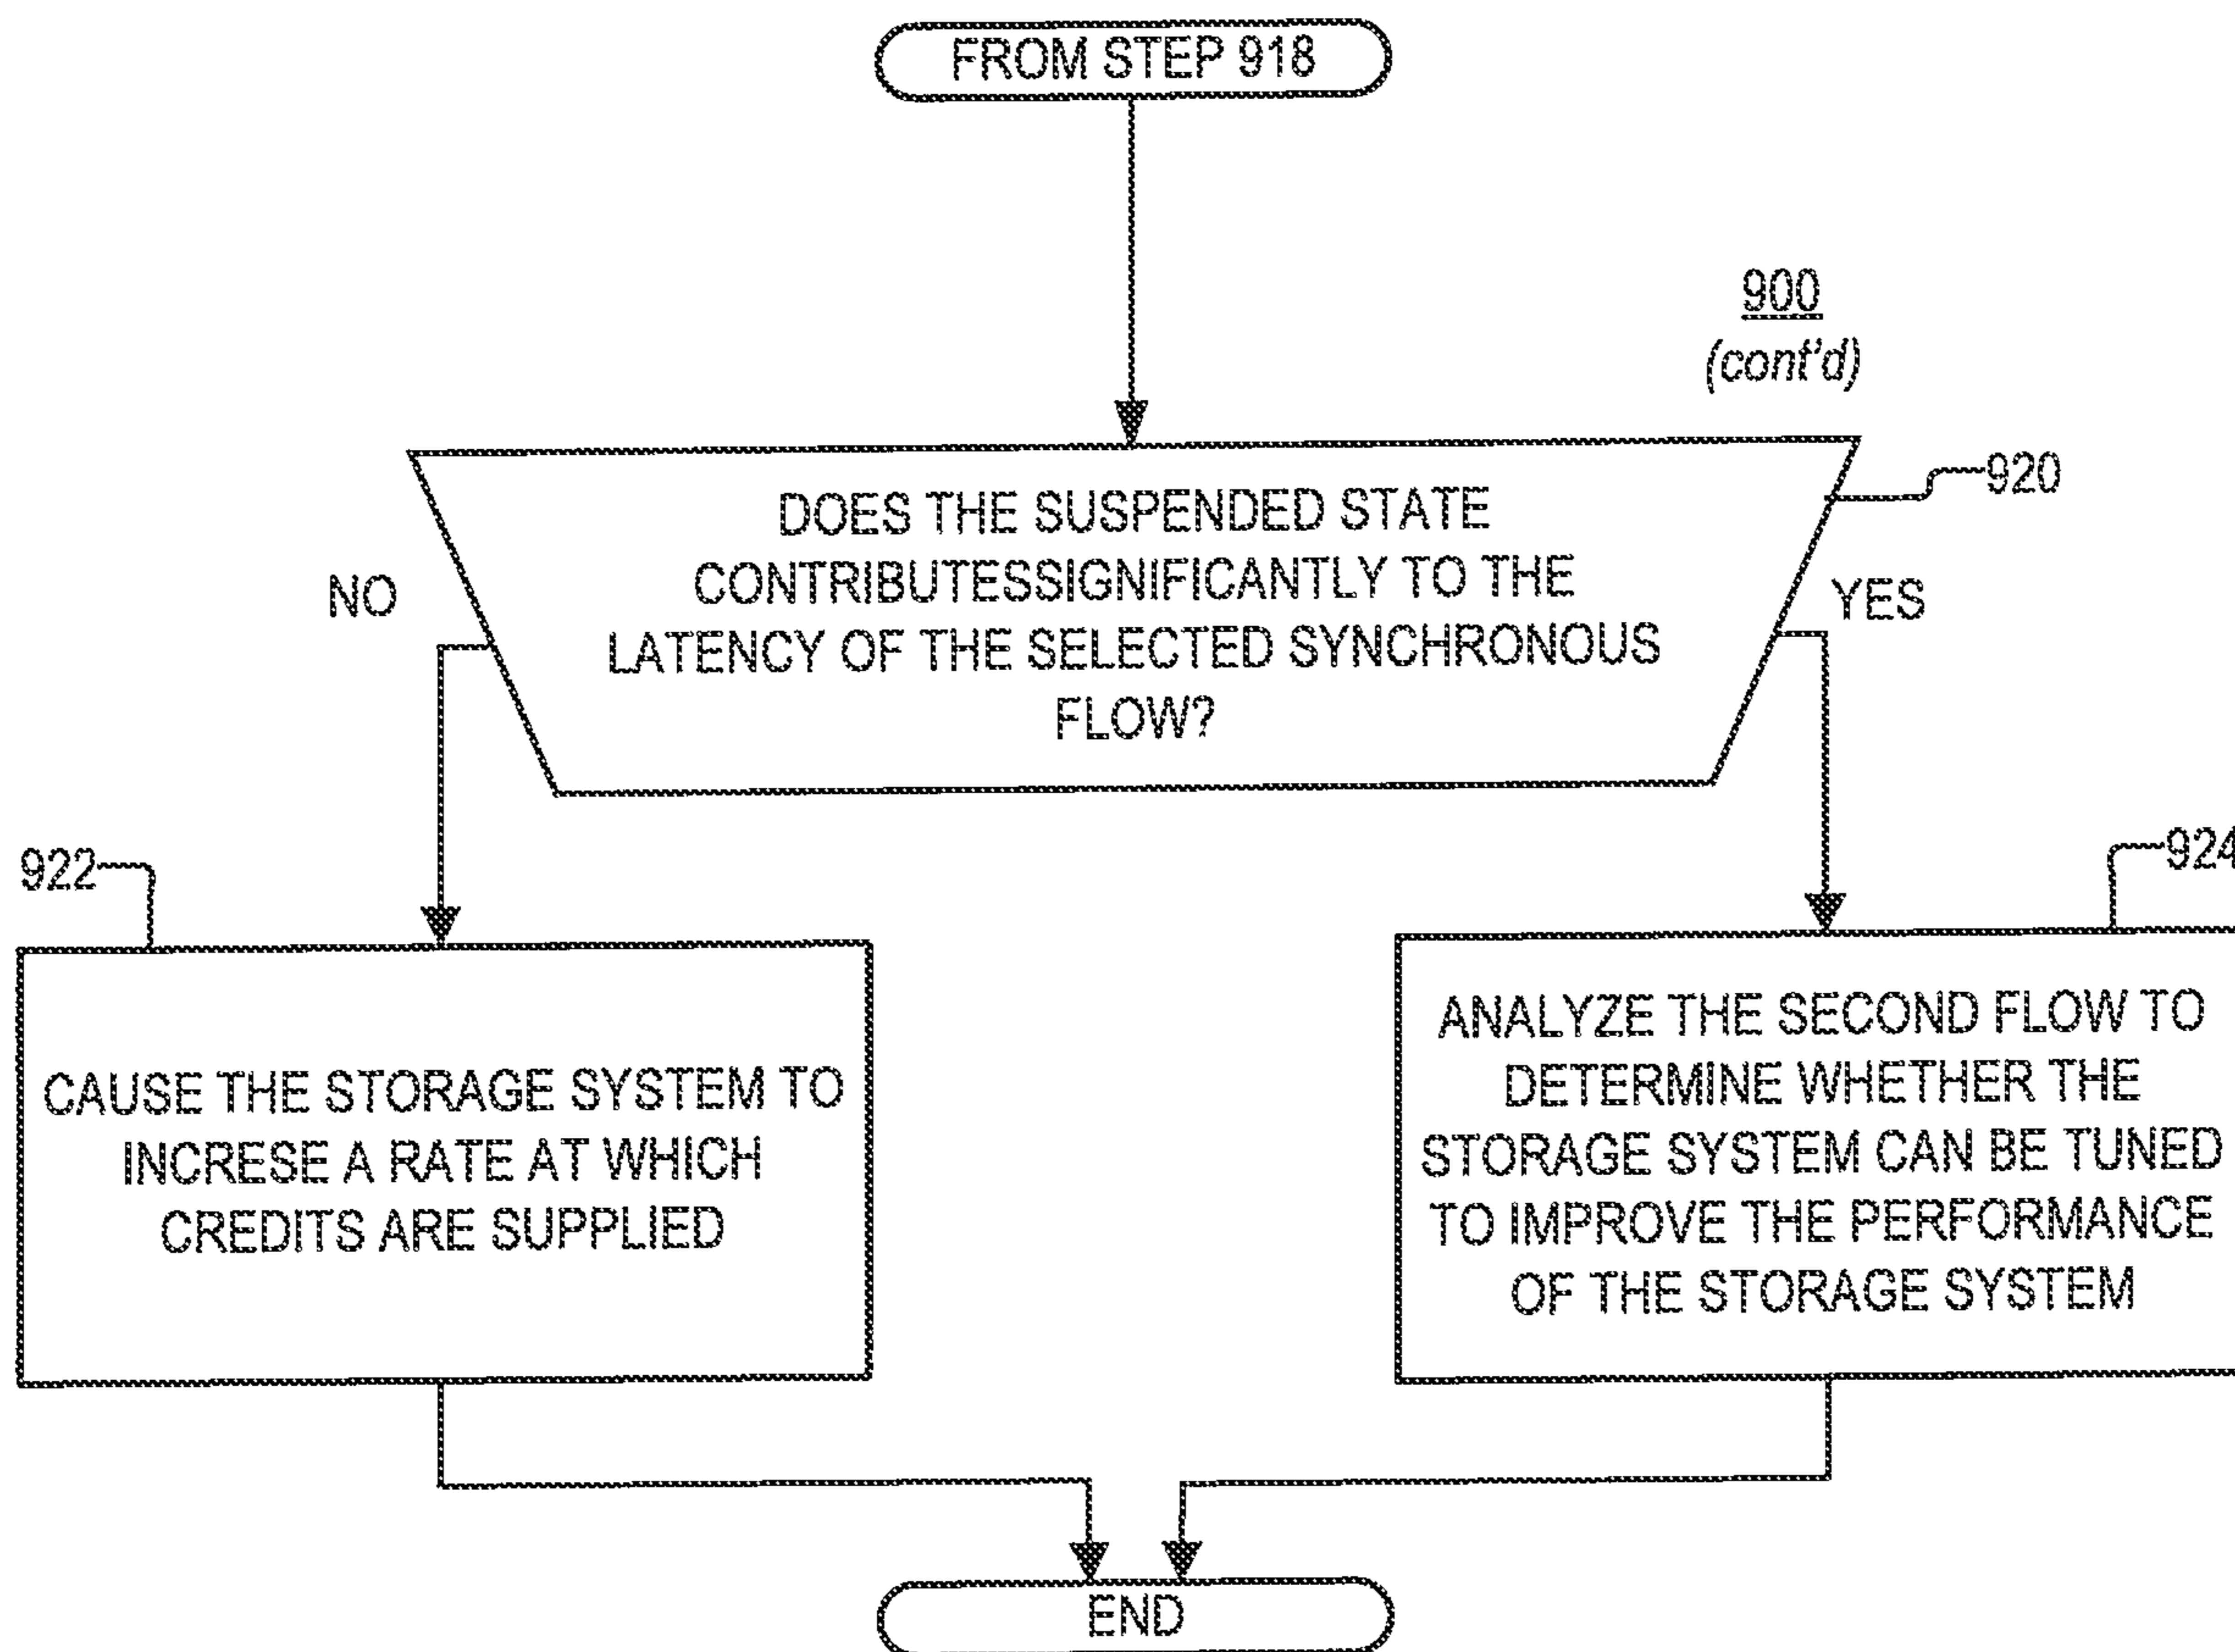 FROM STEP 918
900
(cont'd)
920
DOES THE SUSPENDED STATE
CONTRIBUTESSIGNIFICANTLY TO THE
LATENCY OF THE SELECTED SYNCHRONOUS
FLOW?
NO
YES
922
924
CAUSE THE STORAGE SYSTEM TO
INCRESE A RATE AT WHICH
CREDITS ARE SUPPLIED
ANALYZE THE SECOND FLOW TO
DETERMINE WHETHER THE
STORAGE SYSTEM CAN BE TUNED
TO IMPROVE THE PERFORMANCE
OF THE STORAGE SYSTEM
END